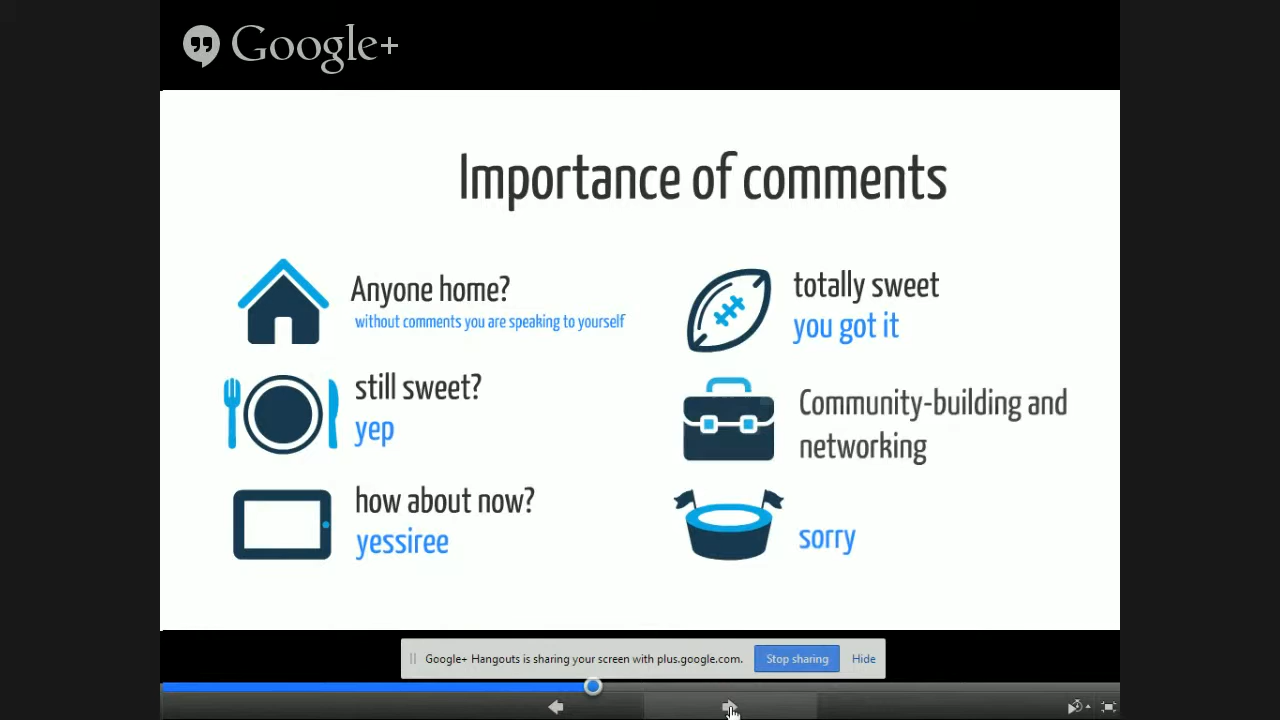 Google+
Importance of comments
Anyone home?
without comments you are speaking to yourself
still sweet?
yep
how about now?
yessiree
totally sweet
you got it
Community-building and
networking
sorry
Google+ Hangouts is sharing your screen with plus.google.com.
Stop sharing
Hide